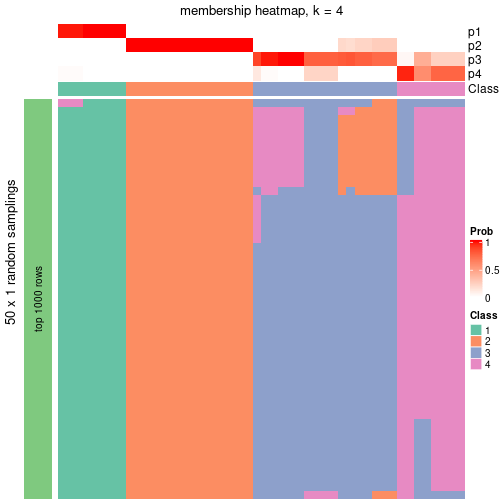 membership heatmap, k = 4
p1
p2
p3
p4
Class
50 x 1 random samplings
top 1000 rows
Prob
1
0.5
0
Class
1
2
3
4